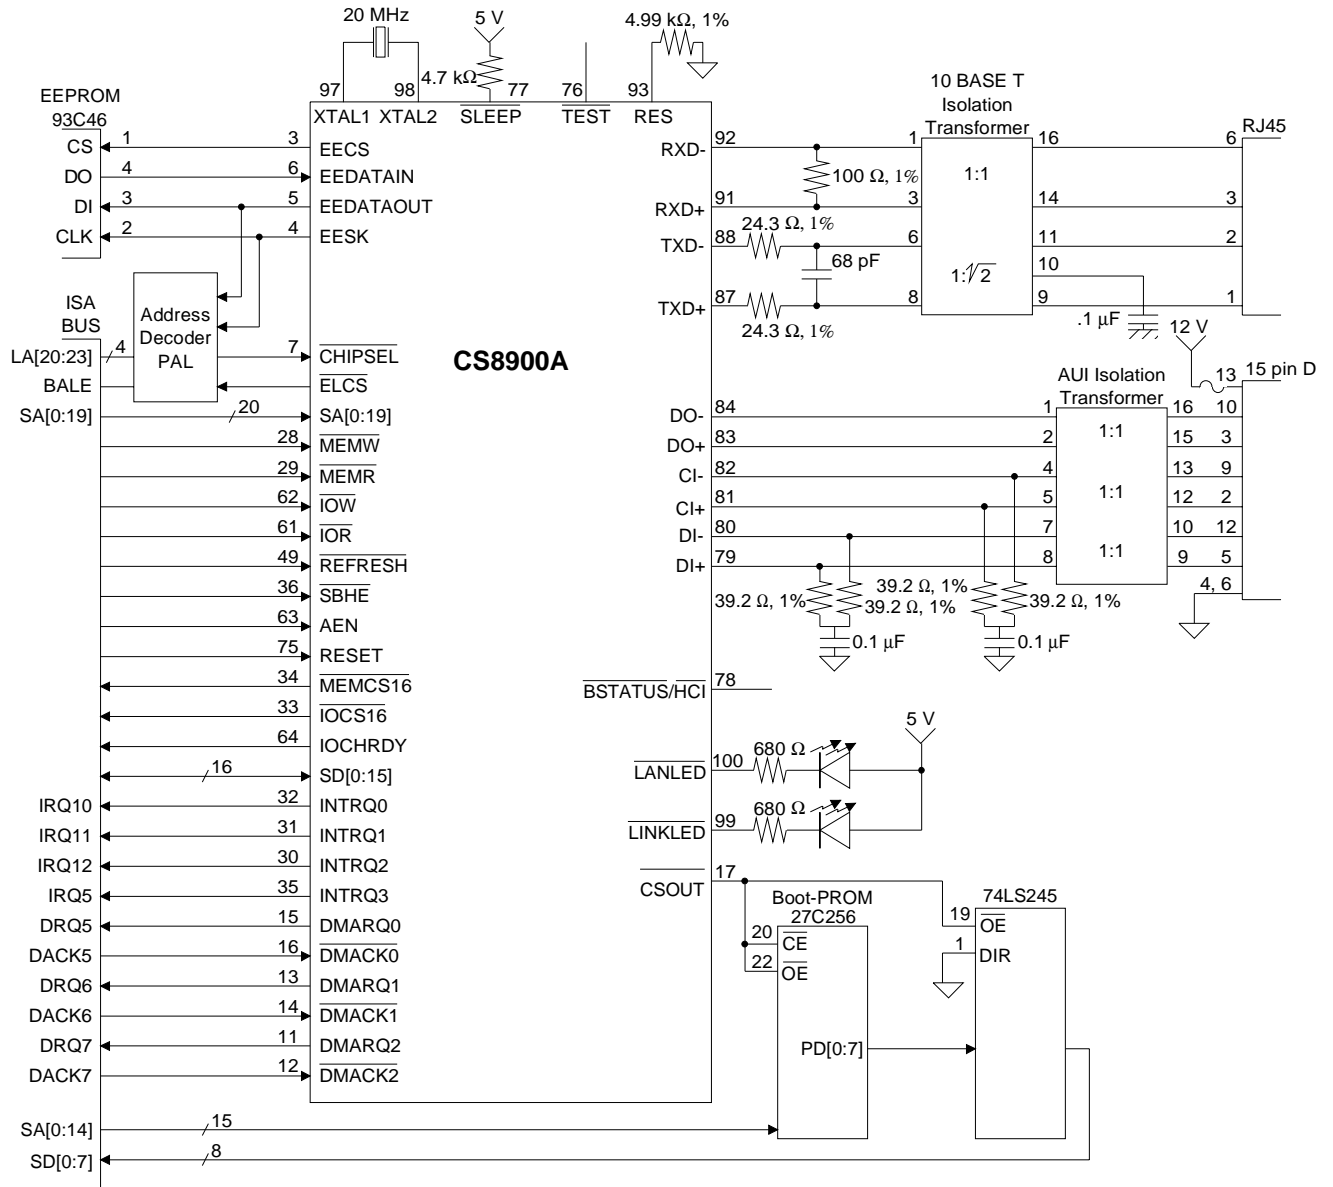 20 MHz
5 V
4.99 kΩ, 1%
4.7 kΩ
97
98
77
76
93
XTAL1
XTAL2
SLEEP
TEST
RES
EEPROM
93C46
CS
1
3
EECS
DO
4
6
EEDATAIN
DI
3
5
EEDATAOUT
CLK
2
4
EESK
ISA
BUS
Address
Decoder
PAL
LA[20:23]
4
7
CHIPSEL
BALE
ELCS
SA[0:19]
20
SA[0:19]
28
MEMW
29
MEMR
62
IOW
61
IOR
49
REFRESH
36
SBHE
63
AEN
75
RESET
34
MEMCS16
33
IOCS16
64
IOCHRDY
16
SD[0:15]
IRQ10
32
INTRQ0
IRQ11
31
INTRQ1
IRQ12
30
INTRQ2
IRQ5
35
INTRQ3
DRQ5
15
DMARQ0
DACK5
16
DMACK0
DRQ6
13
DMARQ1
DACK6
14
DMACK1
DRQ7
11
DMARQ2
DACK7
12
DMACK2
SA[0:14]
15
SD[0:7]
8
CS8900A
10 BASE T
Isolation
Transformer
RJ45
RXD-
92
1
16
6
100 Ω, 1%
1:1
RXD+
91
3
14
3
24.3 Ω, 1%
TXD-
88
6
11
2
68 pF
1:√2
10
TXD+
87
8
9
1
24.3 Ω, 1%
.1 μF
12 V
AUI Isolation
Transformer
13
15 pin D
DO-
84
1
16
10
1:1
DO+
83
2
15
3
CI-
82
4
13
9
1:1
CI+
81
5
12
2
DI-
80
7
10
12
1:1
DI+
79
8
9
5
39.2 Ω, 1%
39.2 Ω, 1%
39.2 Ω, 1%
39.2 Ω, 1%
4, 6
0.1 μF
0.1 μF
BSTATUS/HCI
78
5 V
680 Ω
LANLED
100
680 Ω
LINKLED
99
CSOUT
17
Boot-PROM
27C256
74LS245
20
CE
22
OE
19
OE
1
DIR
PD[0:7]